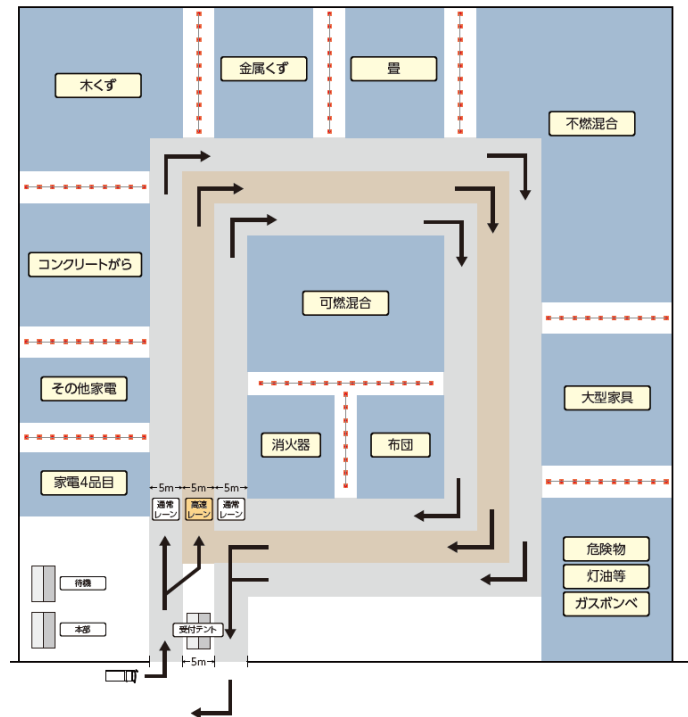 金属くず
畳
木くず
不燃混合
コンクリートがら
可燃混合
その他家電
大型家具
消火器
布団
家電4品目
5m
5m
5m
通常
レーン
高速
レーン
通常
レーン
危険物
灯油等
ガスボンベ
待機
本部
受付テント
5m